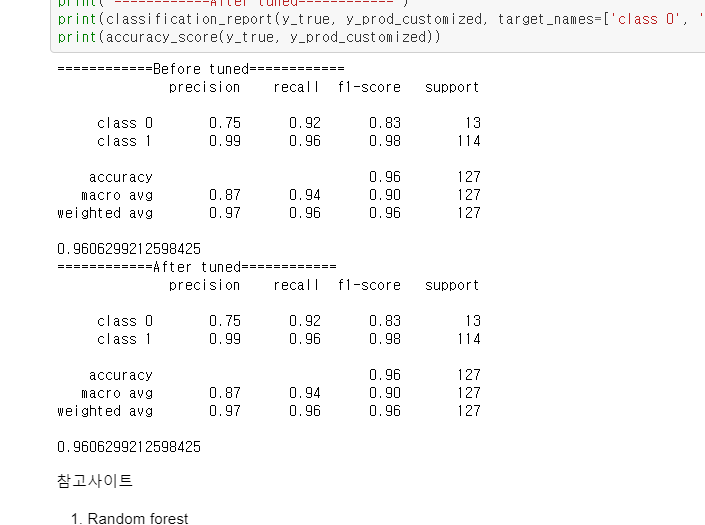 print("============After tuned============")
print(classification_report(y_true, y_prod_customized, target_names=['class 0', '
print(accuracy_score(y_true, y_prod_customized))
============Before tuned============
precision recall f1-score support
class 0 0.75 0.92 0.83 13
class 1 0.99 0.96 0.98 114
accuracy 0.96 127
macro avg 0.87 0.94 0.90 127
weighted avg 0.97 0.96 0.96 127
0.9606299212598425
============After tuned============
precision recall f1-score support
class 0 0.75 0.92 0.83 13
class 1 0.99 0.96 0.98 114
accuracy 0.96 127
macro avg 0.87 0.94 0.90 127
weighted avg 0.97 0.96 0.96 127
0.9606299212598425
참고사이트
1. Random forest